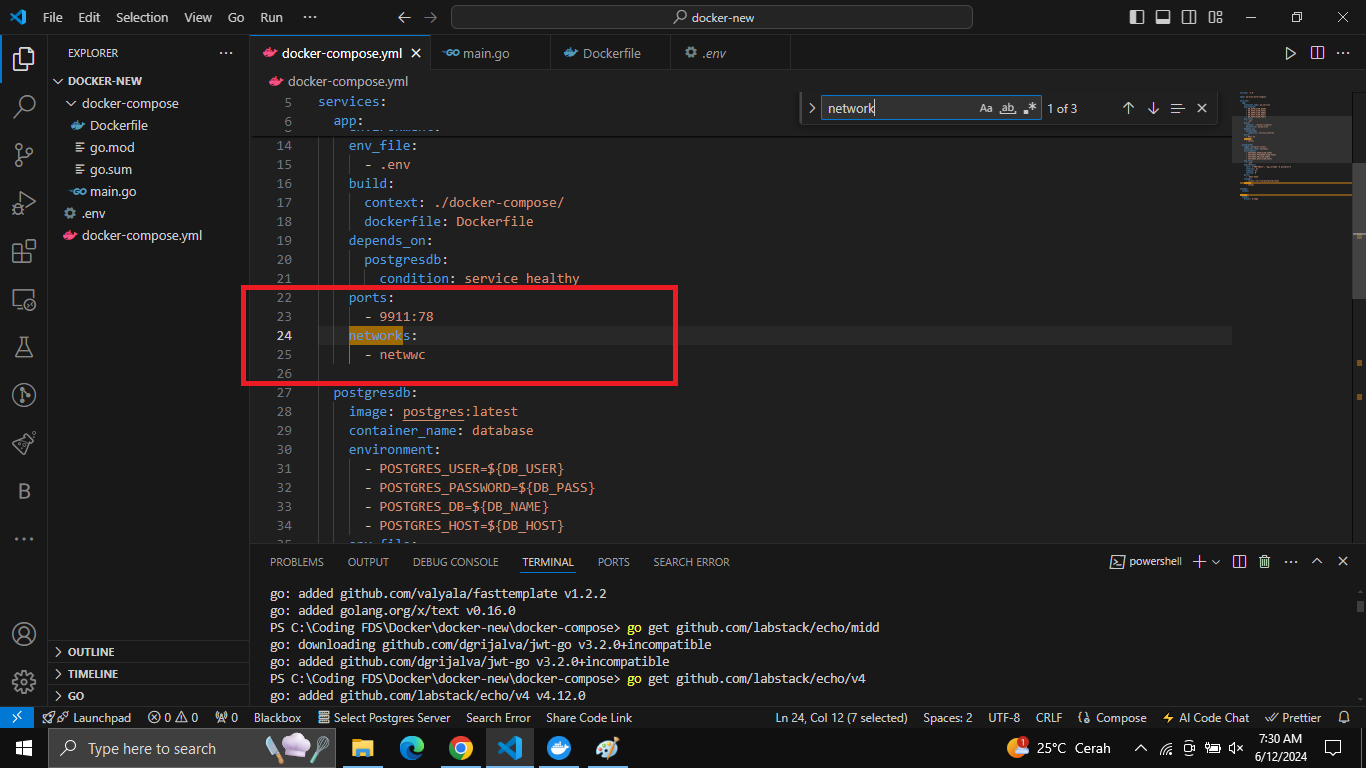 File Edit Selection View Go Run ···
docker-new
EXPLORER
DOCKER-NEW
docker-compose
Dockerfile
go.mod
go.sum
main.go
.env
docker-compose.yml
OUTLINE
TIMELINE
GO
docker-compose.yml
main.go
Dockerfile
.env
docker-compose.yml
network
Aa ab .* 1 of 3
5 services:
6 app:
14 env_file:
15 - .env
16 build:
17 context: ./docker-compose/
18 dockerfile: Dockerfile
19 depends_on:
20 postgresdb:
21 condition: service healthy
22 ports:
23 - 9911:78
24 networks:
25 - netwwc
26
27 postgresdb:
28 image: postgres:latest
29 container_name: database
30 environment:
31 - POSTGRES_USER=${DB_USER}
32 - POSTGRES_PASSWORD=${DB_PASS}
33 - POSTGRES_DB=${DB_NAME}
34 - POSTGRES_HOST=${DB_HOST}
PROBLEMS OUTPUT DEBUG CONSOLE TERMINAL PORTS SEARCH ERROR
powershell
go: added github.com/valyala/fasttemplate v1.2.2
go: added golang.org/x/text v0.16.0
PS C:\Coding FDS\Docker\docker-new\docker-compose> go get github.com/labstack/echo/midd
go: downloading github.com/dgrijalva/jwt-go v3.2.0+incompatible
go: added github.com/dgrijalva/jwt-go v3.2.0+incompatible
PS C:\Coding FDS\Docker\docker-new\docker-compose> go get github.com/labstack/echo/v4
go: added github.com/labstack/echo/v4 v4.12.0
Launchpad 0 0 0 Blackbox Select Postgres Server Search Error Share Code Link
Ln 24, Col 12 (7 selected) Spaces: 2 UTF-8 CRLF Compose AI Code Chat Prettier
Type here to search
1
25°C Cerah
7:30 AM
6/12/2024